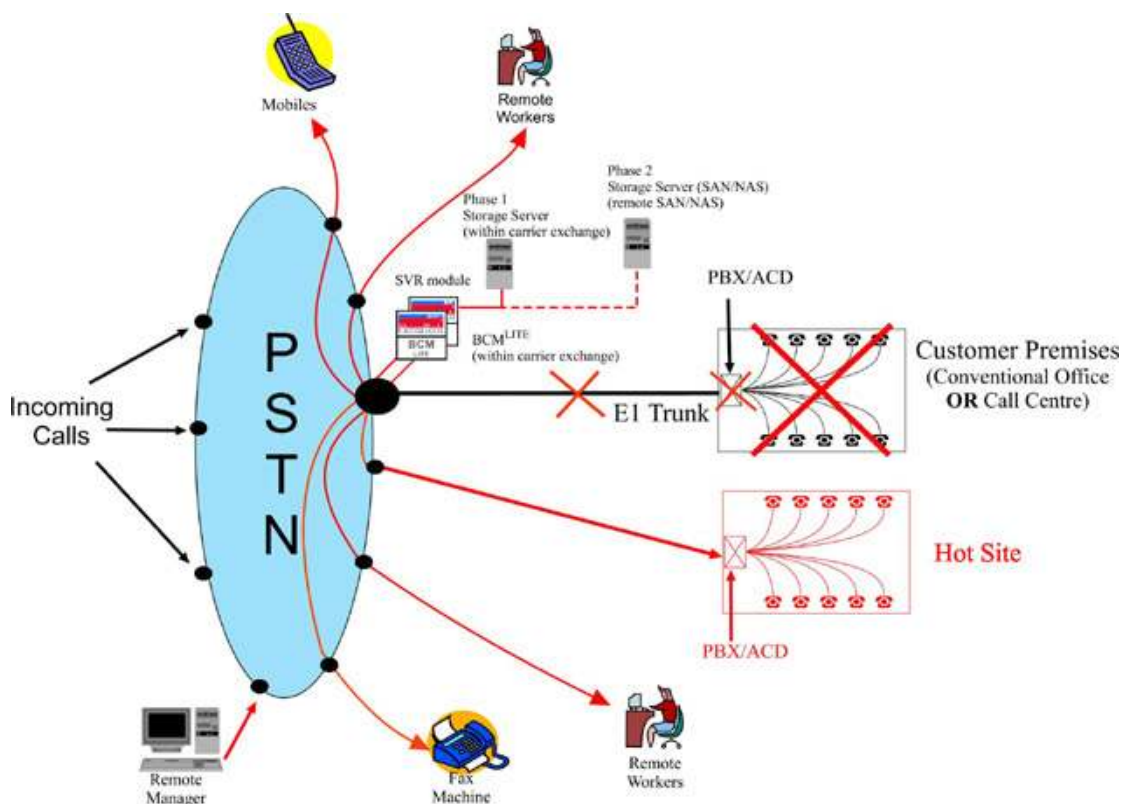 Mobiles
Remote
Workers
Phase 1
Storage Server
(within carrier exchange)
Phase 2
Storage Server (SAN/NAS)
(remote SAN/NAS)
SVR module
BCM
LITE
BCM^LITE
(within carrier exchange)
PBX/ACD
E1 Trunk
Customer Premises
(Conventional Office
OR Call Centre)
Incoming
Calls
P
S
T
N
Hot Site
PBX/ACD
Remote
Manager
Fax
Machine
Remote
Workers